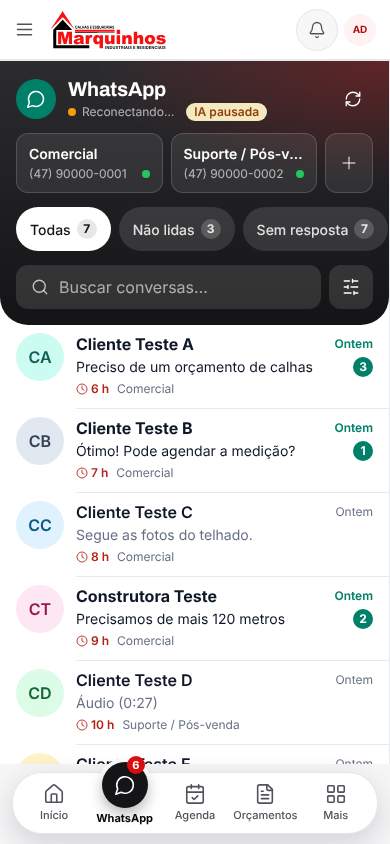 CALHAS E ESQUADRIAS
Marquinhos
INDUSTRIAIS E RESIDENCIAIS
AD
WhatsApp
Reconectando... IA pausada
Comercial
(47) 90000-0001
Suporte / Pós-v...
(47) 90000-0002
Todas 7
Não lidas 3
Sem resposta 7
Buscar conversas...
CA
Cliente Teste A
Ontem
Preciso de um orçamento de calhas
3
6 h Comercial
CB
Cliente Teste B
Ontem
Ótimo! Pode agendar a medição?
1
7 h Comercial
CC
Cliente Teste C
Ontem
Segue as fotos do telhado.
8 h Comercial
CT
Construtora Teste
Ontem
Precisamos de mais 120 metros
2
9 h Comercial
CD
Cliente Teste D
Ontem
Áudio (0:27)
10 h Suporte / Pós-venda
Ontem
6
Início
WhatsApp
Agenda
Orçamentos
Mais